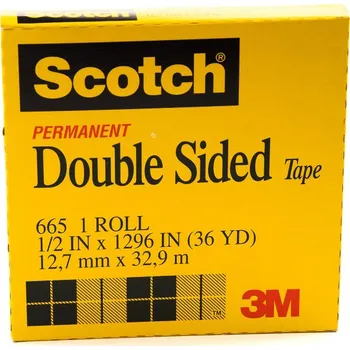 Scotch®
PERMANENT
Double Sided Tape
665 1 ROLL
1/2 IN x 1296 IN (36 YD)
12,7 mm x 32,9 m
™ 3M